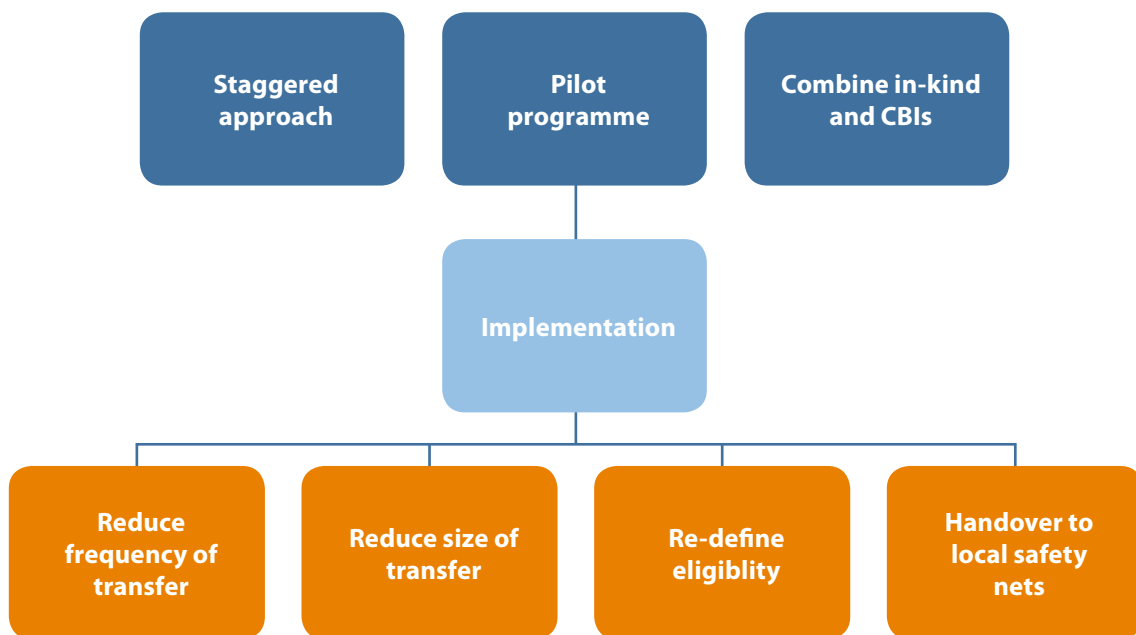 Staggered
approach
Pilot
programme
Combine in-kind
and CBIs
Implementation
Reduce
frequency of
transfer
Reduce size of
transfer
Re-define
eligiblity
Handover to
local safety
nets